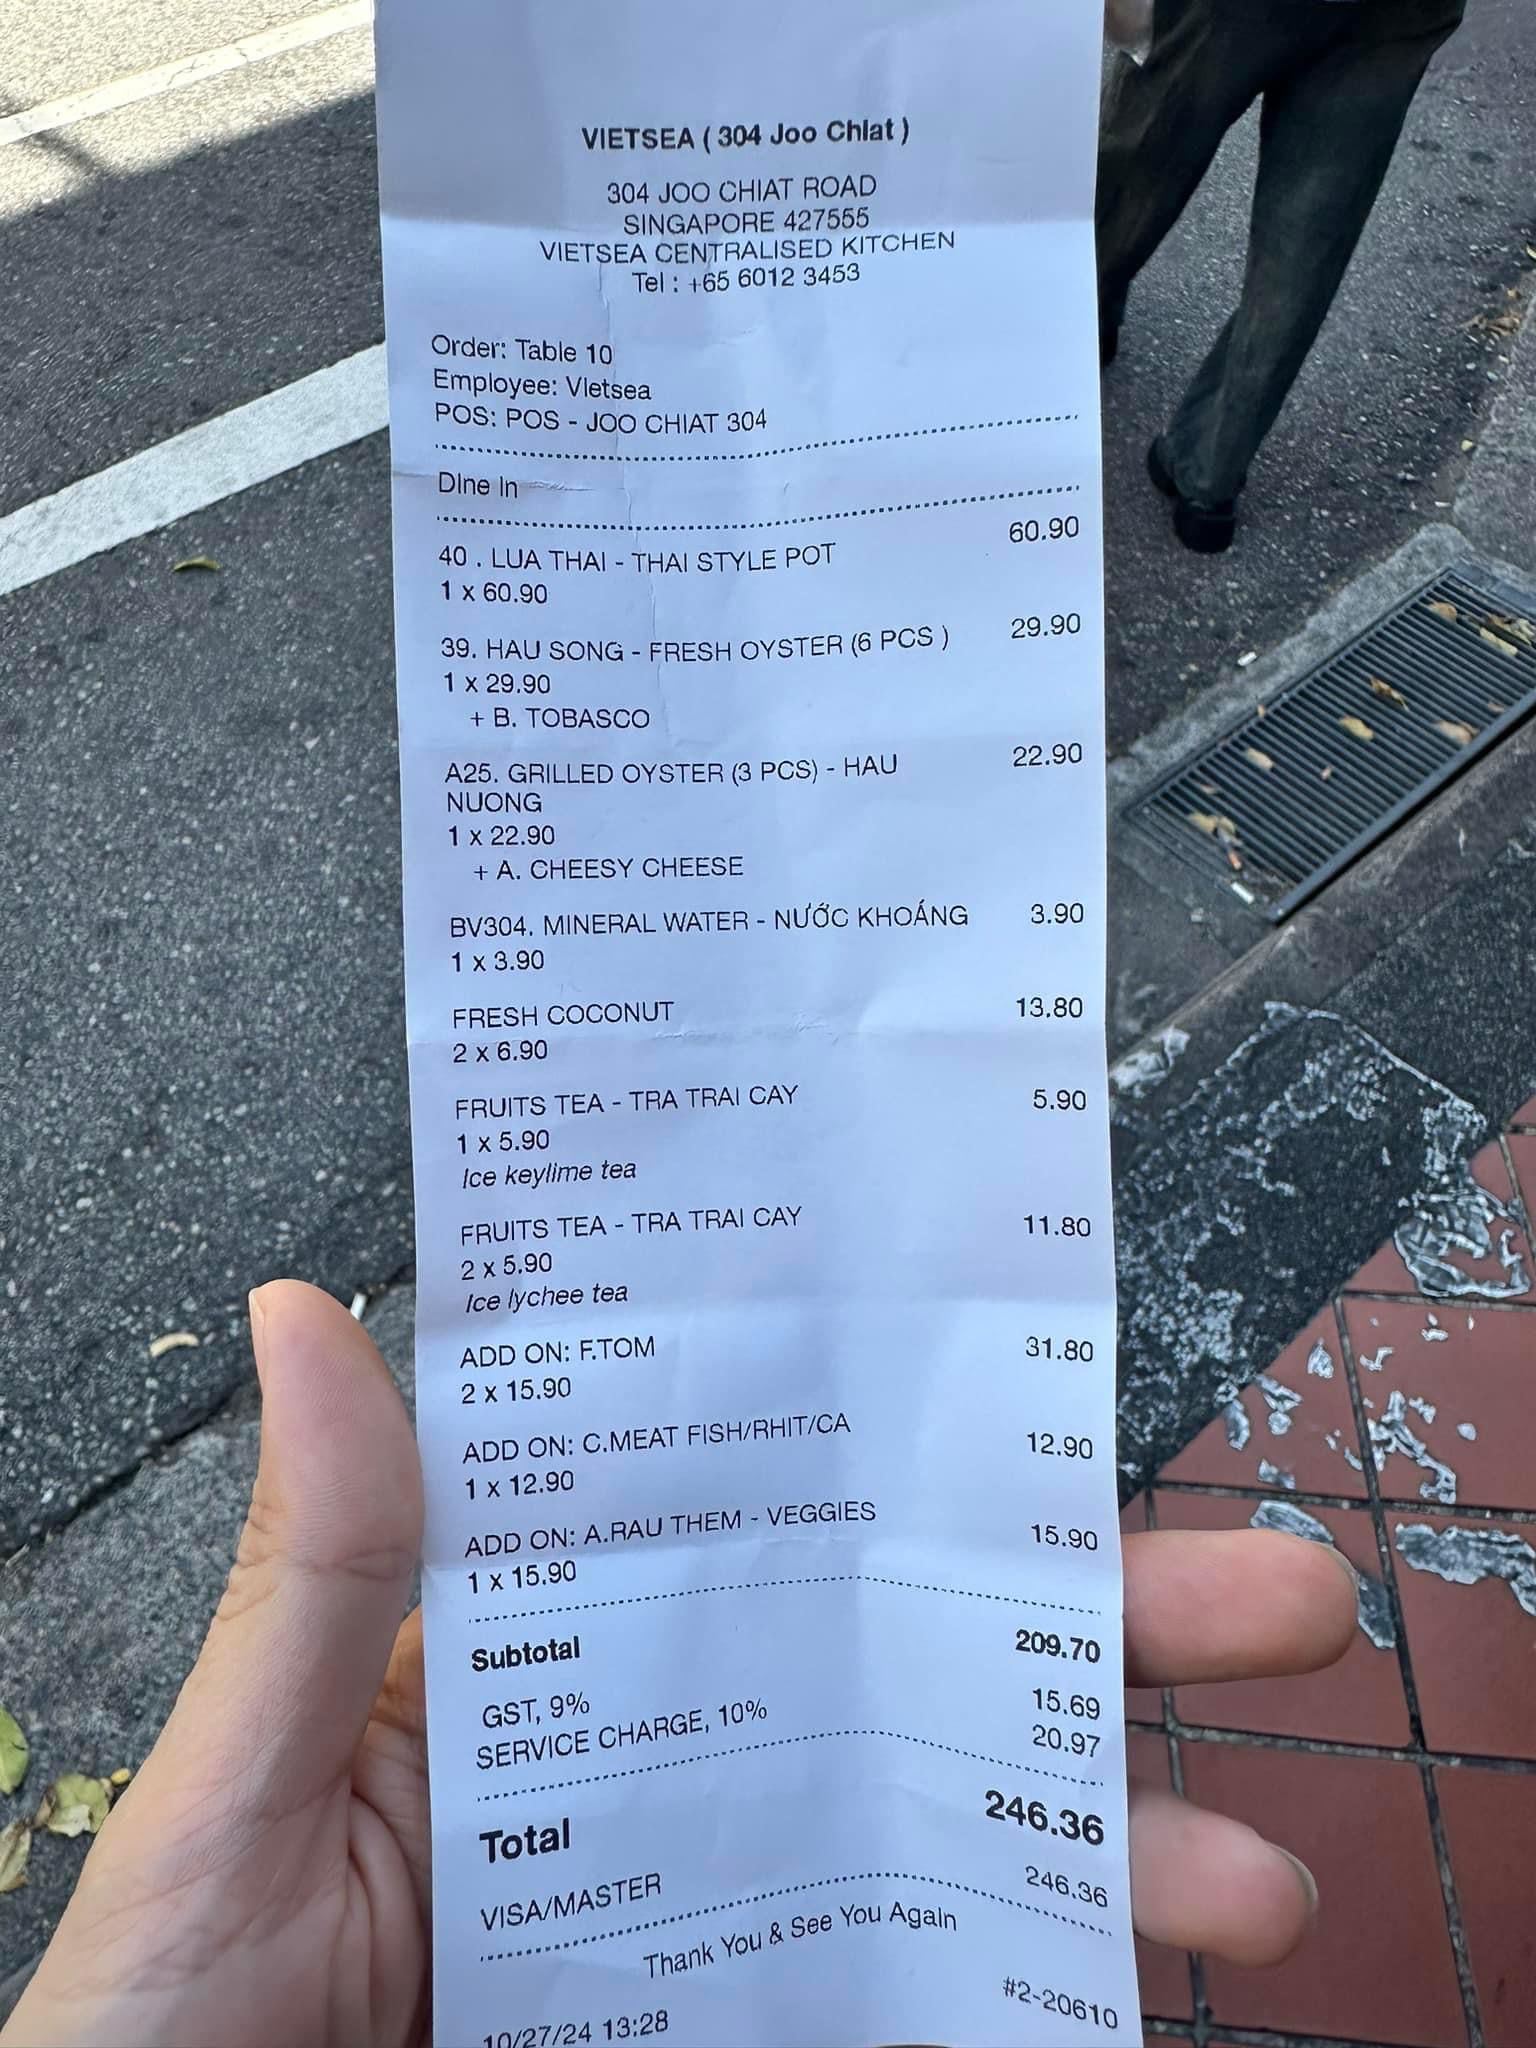 VIETSEA ( 304 Joo Chiat )
304 JOO CHIAT ROAD
SINGAPORE 427555
VIETSEA CENTRALISED KITCHEN
Tel : +65 6012 3453
Order: Table 10
Employee: Vietsea
POS: POS - JOO CHIAT 304
Dine In
40 . LUA THAI - THAI STYLE POT 60.90
1 x 60.90
39. HAU SONG - FRESH OYSTER (6 PCS ) 29.90
1 x 29.90
+ B. TOBASCO
A25. GRILLED OYSTER (3 PCS) - HAU 22.90
NUONG
1 x 22.90
+ A. CHEESY CHEESE
BV304. MINERAL WATER - NƯỚC KHOÁNG 3.90
1 x 3.90
FRESH COCONUT 13.80
2 x 6.90
FRUITS TEA - TRA TRAI CAY 5.90
1 x 5.90
Ice keylime tea
FRUITS TEA - TRA TRAI CAY 11.80
2 x 5.90
Ice lychee tea
ADD ON: F.TOM 31.80
2 x 15.90
ADD ON: C.MEAT FISH/RHIT/CA 12.90
1 x 12.90
ADD ON: A.RAU THEM - VEGGIES 15.90
1 x 15.90
Subtotal 209.70
GST, 9% 15.69
SERVICE CHARGE, 10% 20.97
Total 246.36
VISA/MASTER 246.36
Thank You & See You Again
10/27/24 13:28 #2-20610